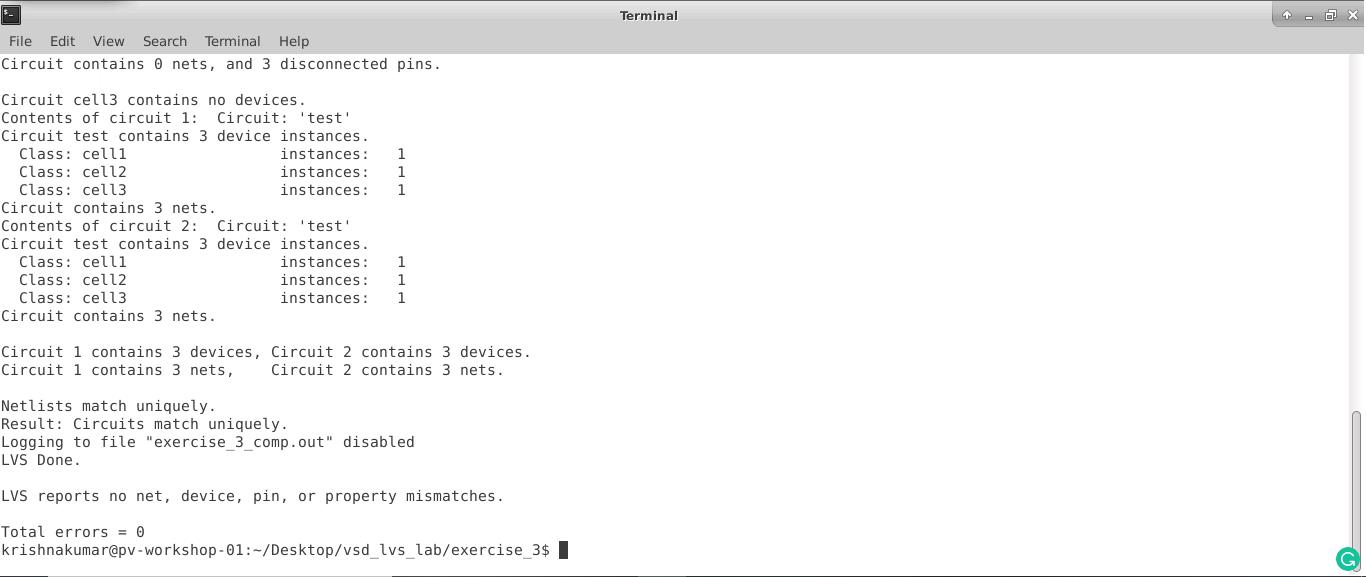 Terminal
File Edit View Search Terminal Help
Circuit contains 0 nets, and 3 disconnected pins.
Circuit cell3 contains no devices.
Contents of circuit 1:  Circuit: 'test'
Circuit test contains 3 device instances.
  Class: cell1                 instances:   1
  Class: cell2                 instances:   1
  Class: cell3                 instances:   1
Circuit contains 3 nets.
Contents of circuit 2:  Circuit: 'test'
Circuit test contains 3 device instances.
  Class: cell1                 instances:   1
  Class: cell2                 instances:   1
  Class: cell3                 instances:   1
Circuit contains 3 nets.
Circuit 1 contains 3 devices, Circuit 2 contains 3 devices.
Circuit 1 contains 3 nets,    Circuit 2 contains 3 nets.
Netlists match uniquely.
Result: Circuits match uniquely.
Logging to file "exercise_3_comp.out" disabled
LVS Done.
LVS reports no net, device, pin, or property mismatches.
Total errors = 0
krishnakumar@pv-workshop-01:~/Desktop/vsd_lvs_lab/exercise_3$